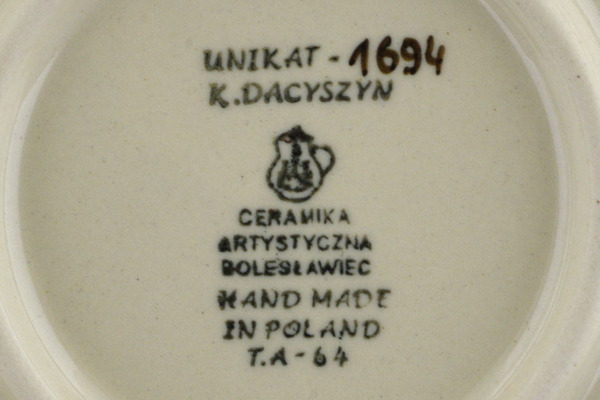 UNIKAT - 1694
K. DACYSZYN
CERAMIKA
ARTYSTYCZNA
BOLESŁAWIEC
HAND MADE
IN POLAND
T.A - 64